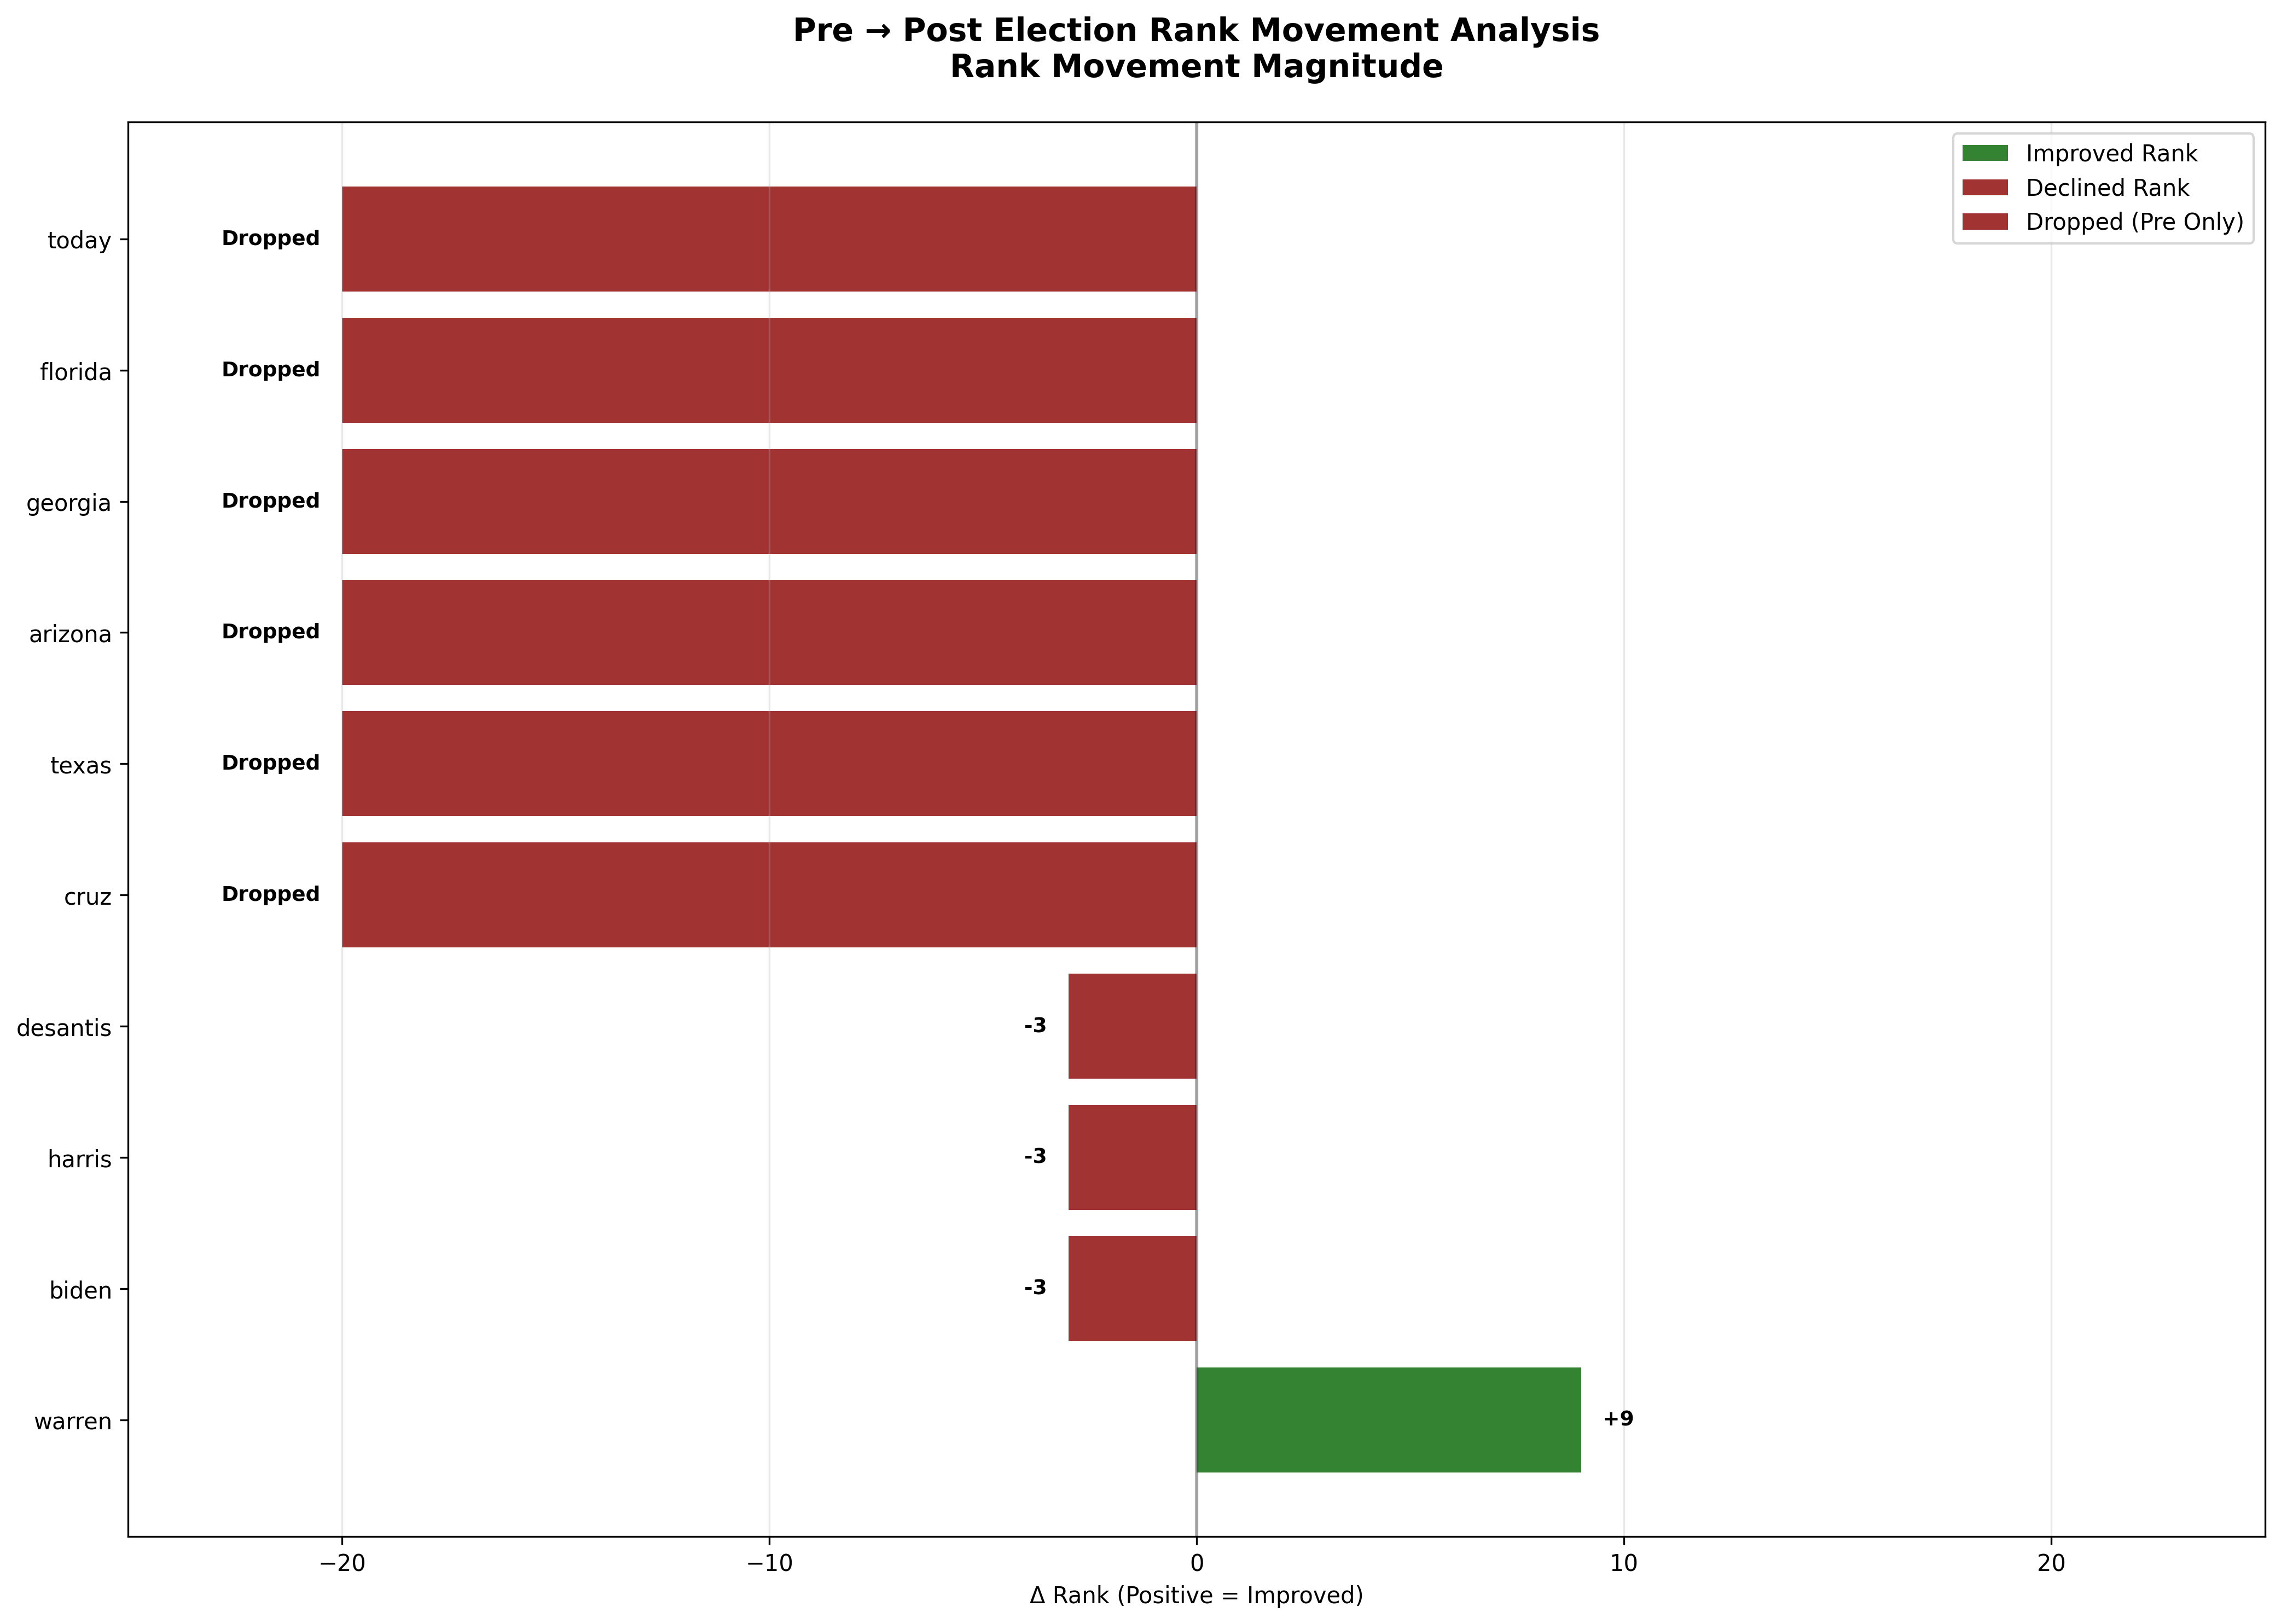 Pre → Post Election Rank Movement Analysis
Rank Movement Magnitude
Improved Rank
Declined Rank
Dropped (Pre Only)
today
Dropped
florida
Dropped
georgia
Dropped
arizona
Dropped
texas
Dropped
cruz
Dropped
desantis
-3
harris
-3
biden
-3
warren
+9
−20
−10
0
10
20
Δ Rank (Positive = Improved)